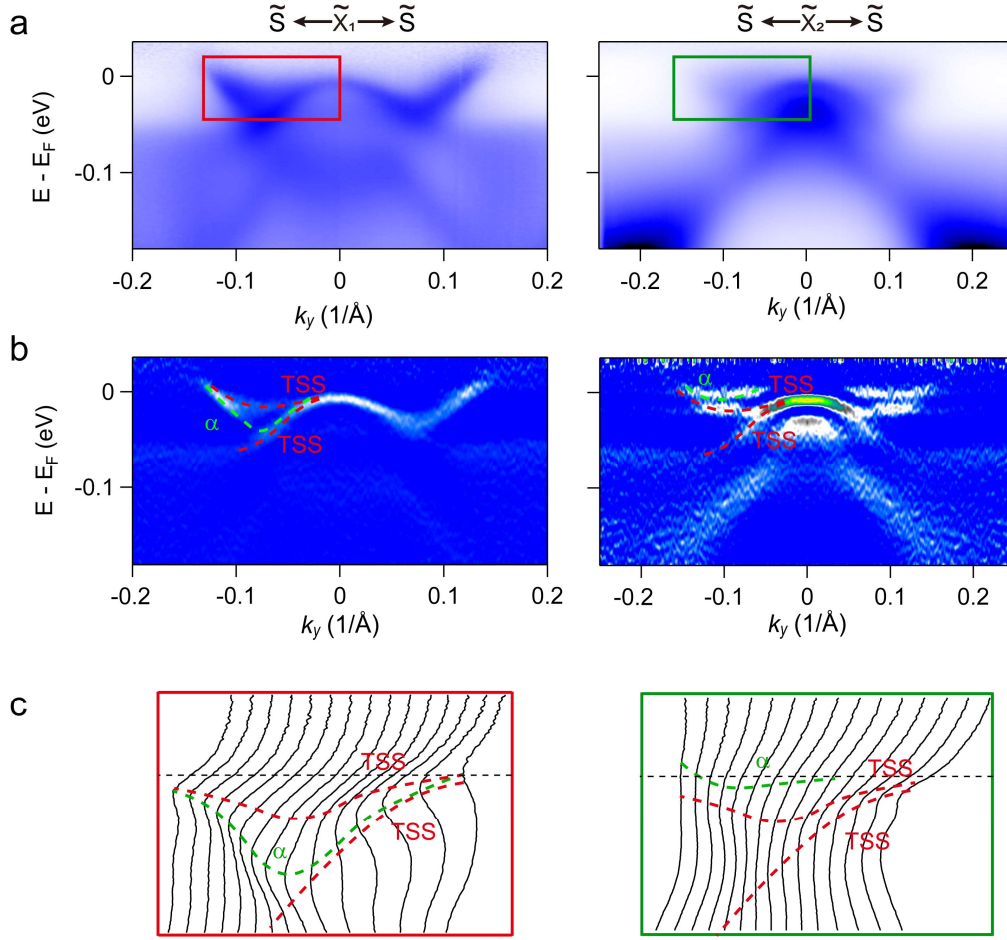 a
S̃ ← X̃₁ → S̃
S̃ ← X̃₂ → S̃
E - E_F (eV)
0
-0.1
-0.2 -0.1 0 0.1 0.2
k_y (1/Å)
-0.2 -0.1 0 0.1 0.2
k_y (1/Å)
b
E - E_F (eV)
0
-0.1
TSS
α
TSS
α
TSS
TSS
-0.2 -0.1 0 0.1 0.2
k_y (1/Å)
-0.2 -0.1 0 0.1 0.2
k_y (1/Å)
c
TSS
TSS
α
α
TSS
TSS